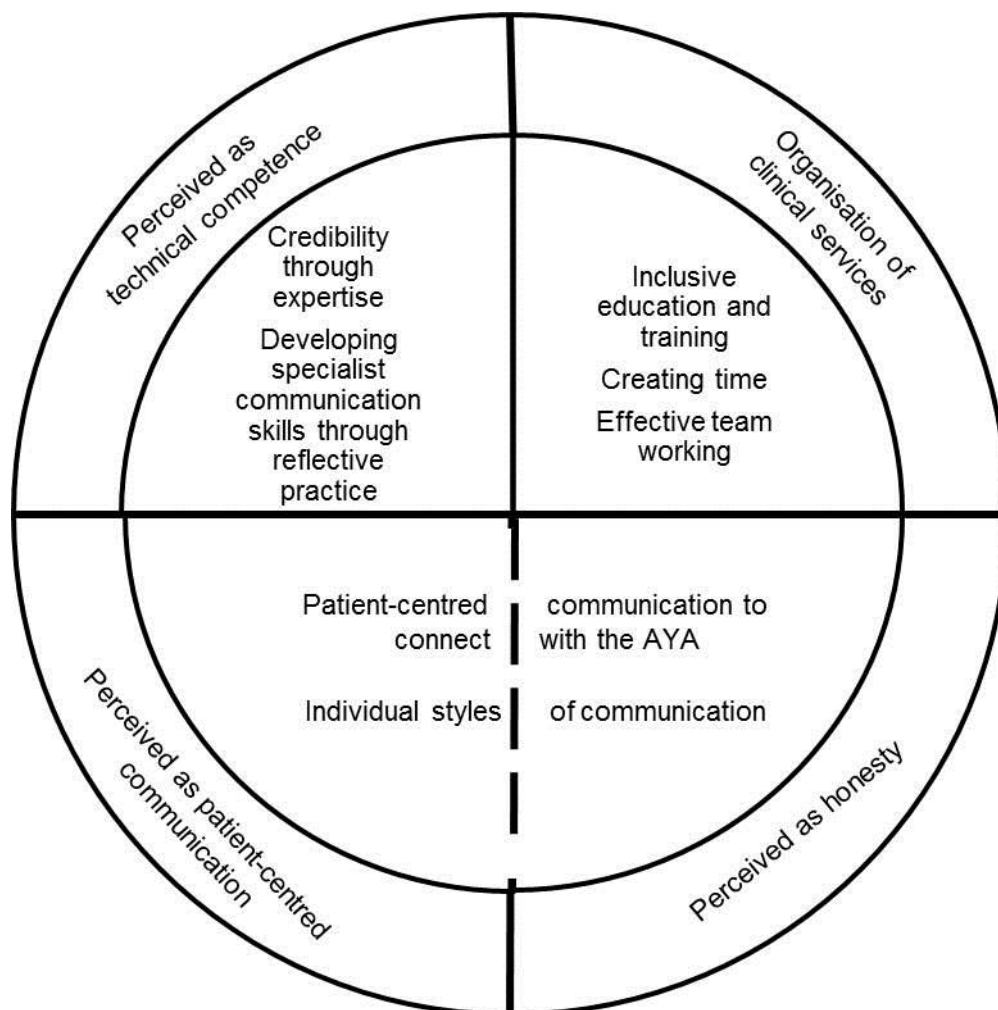 Perceived as
technical competence
Organisation of
clinical services
Credibility
through
expertise
Developing
specialist
communication
skills through
reflective
practice
Inclusive
education and
training
Creating time
Effective team
working
Patient-centred communication to
connect with the AYA
Individual styles of communication
Perceived as patient-centred
communication
Perceived as honesty